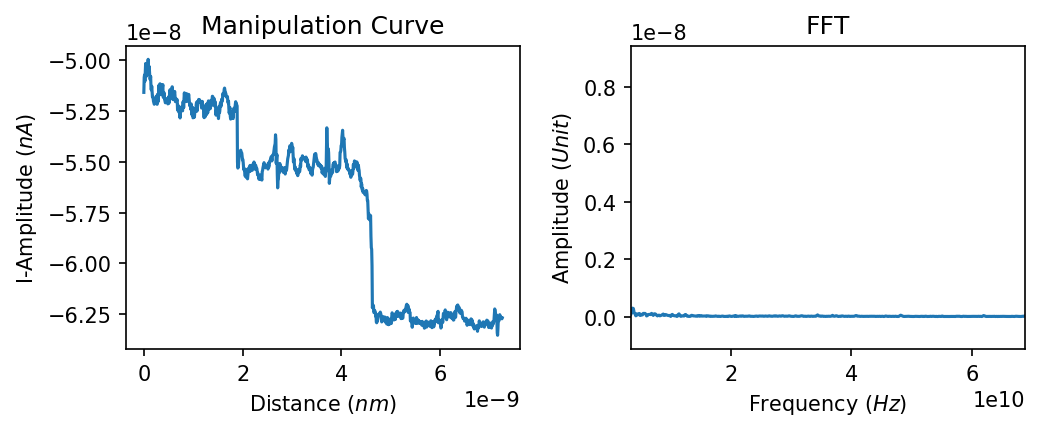 Manipulation Curve
1e−8
−5.00
−5.25
−5.50
−5.75
−6.00
−6.25
I-Amplitude (nA)
0
2
4
6
1e−9
Distance (nm)
FFT
1e−8
0.8
0.6
0.4
0.2
0.0
Amplitude (Unit)
2
4
6
1e10
Frequency (Hz)